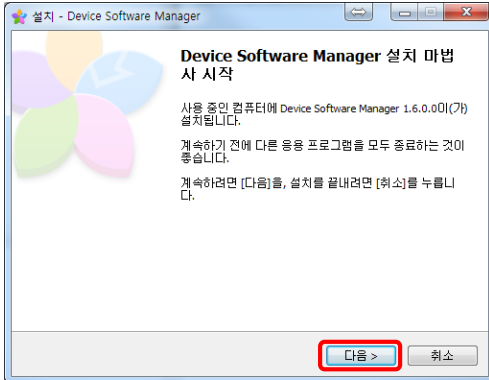 설치 - Device Software Manager
Device Software Manager 설치 마법
사 시작
사용 중인 컴퓨터에 Device Software Manager 1.6.0.0이(가)
설치됩니다.
계속하기 전에 다른 응용 프로그램을 모두 종료하는 것이
좋습니다.
계속하려면 [다음]을, 설치를 끝내려면 [취소]를 누릅니
다.
다음 >
취소